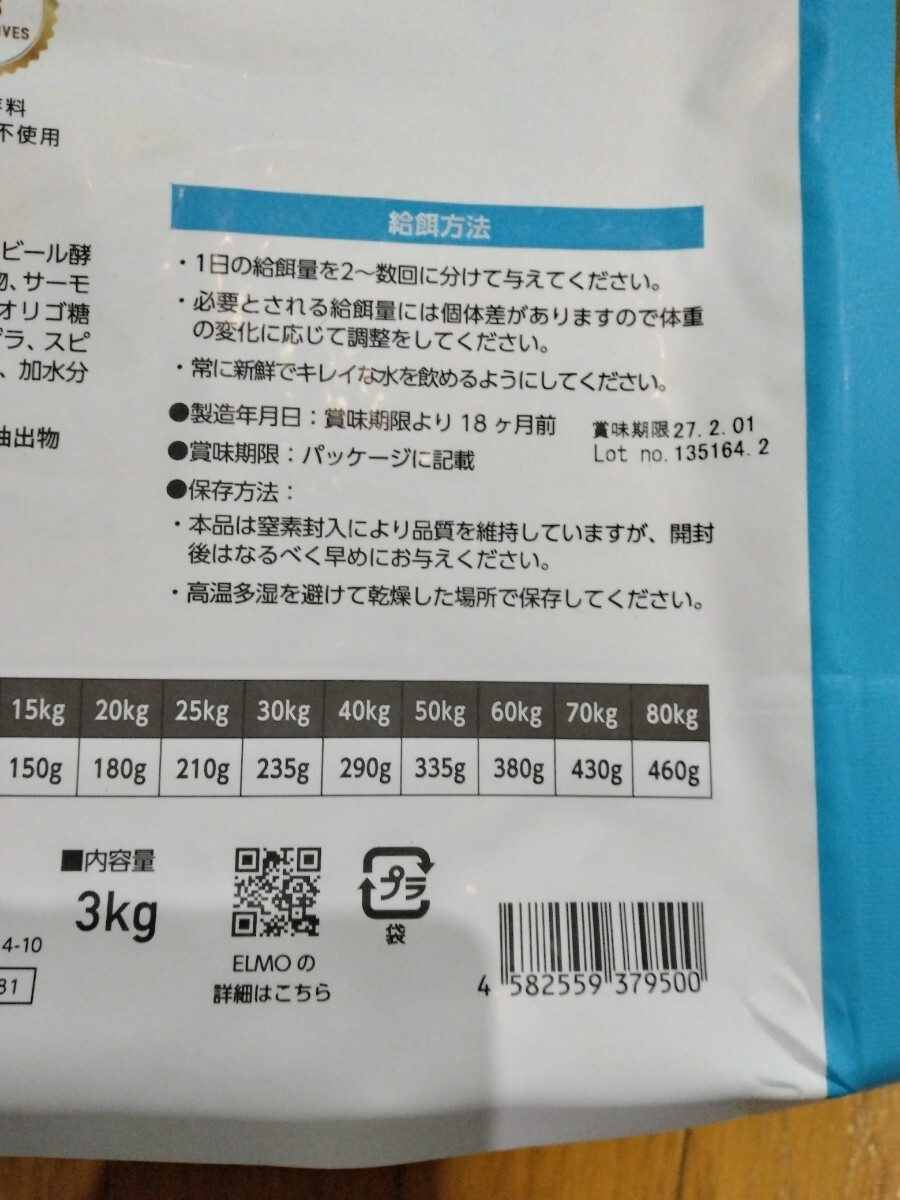 VES
料
不使用
ビール酵
物、サーモ
オリゴ糖
ラ、スピ
、加水分
抽出物
給餌方法
・1日の給餌量を2〜数回に分けて与えてください。
・必要とされる給餌量には個体差がありますので体重
の変化に応じて調整をしてください。
・常に新鮮でキレイな水を飲めるようにしてください。
●製造年月日：賞味期限より18ヶ月前
賞味期限27.2.01
●賞味期限：パッケージに記載
Lot no.135164.2
●保存方法：
・本品は窒素封入により品質を維持していますが、開封
後はなるべく早めにお与えください。
・高温多湿を避けて乾燥した場所で保存してください。
15kg 20kg 25kg 30kg 40kg 50kg 60kg 70kg 80kg
150g 180g 210g 235g 290g 335g 380g 430g 460g
■内容量
3kg
4-10
31
ELMOの
詳細はこちら
プラ
袋
4 582559 379500